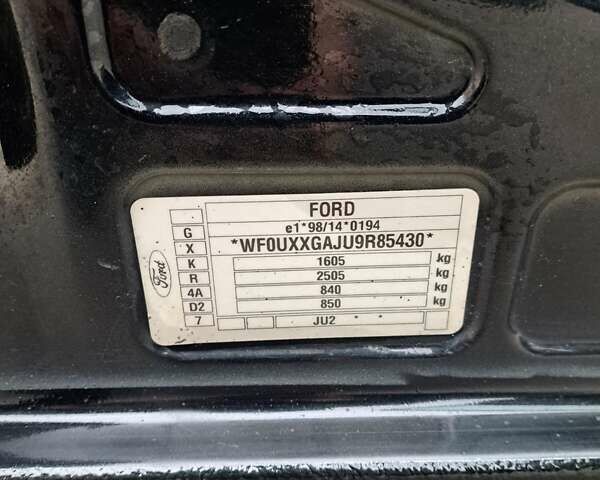 FORD
e1*98/14*0194
G
*WF0UXXGAJU9R85430*
X
K 1605 kg
R 2505 kg
4A 840 kg
D2 850 kg
7 JU2 * *
Ford